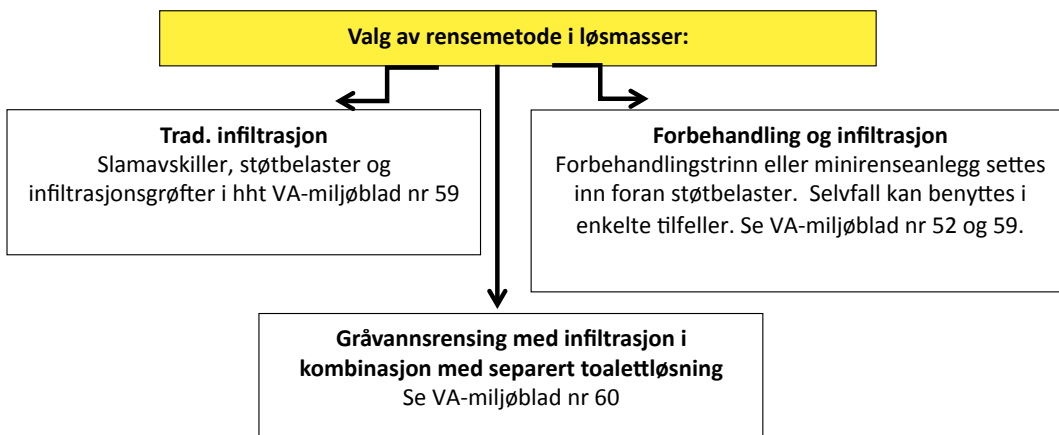 Valg av rensemetode i løsmasser:
Trad. infiltrasjon
Slamavskiller, støtbelaster og
infiltrasjonsgrøfter i hht VA-miljøblad nr 59
Forbehandling og infiltrasjon
Forbehandlingstrinn eller minirenseanlegg settes
inn foran støtbelaster.  Selvfall kan benyttes i
enkelte tilfeller. Se VA-miljøblad nr 52 og 59.
Gråvannsrensing med infiltrasjon i
kombinasjon med separert toalettløsning
Se VA-miljøblad nr 60